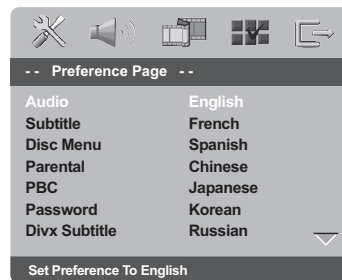 - - Preference Page - -
Audio English
Subtitle French
Disc Menu Spanish
Parental Chinese
PBC Japanese
Password Korean
Divx Subtitle Russian
Set Preference To English